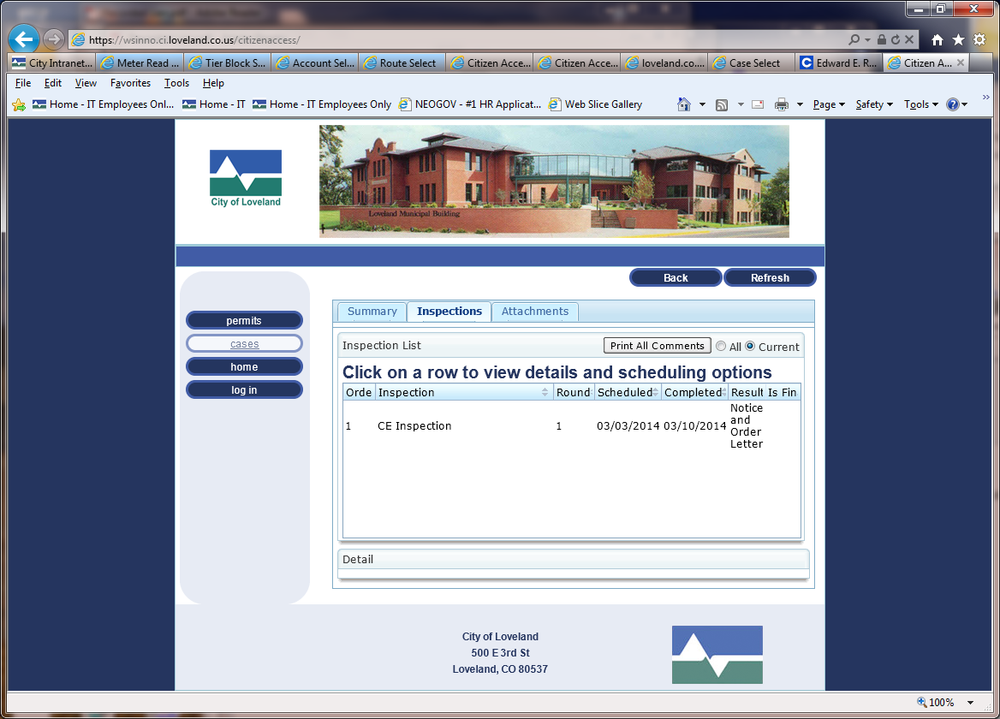 https://wsinno.ci.loveland.co.us/citizenaccess/
City Intranet... Meter Read ... Tier Block S... Account Sel... Route Select Citizen Acce... Citizen Acce... loveland.co.... Case Select Edward E. R... Citizen A...
File Edit View Favorites Tools Help
Home - IT Employees Onl... Home - IT Home - IT Employees Only NEOGOV - #1 HR Applicat... Web Slice Gallery Page Safety Tools
City of Loveland
Loveland Municipal Building
Back Refresh
permits
cases
home
log in
Summary Inspections Attachments
Inspection List Print All Comments All Current
Click on a row to view details and scheduling options
Orde Inspection Round Scheduled Completed Result Is Fin
1 CE Inspection 1 03/03/2014 03/10/2014 Notice
and
Order
Letter
Detail
City of Loveland
500 E 3rd St
Loveland, CO 80537
100%